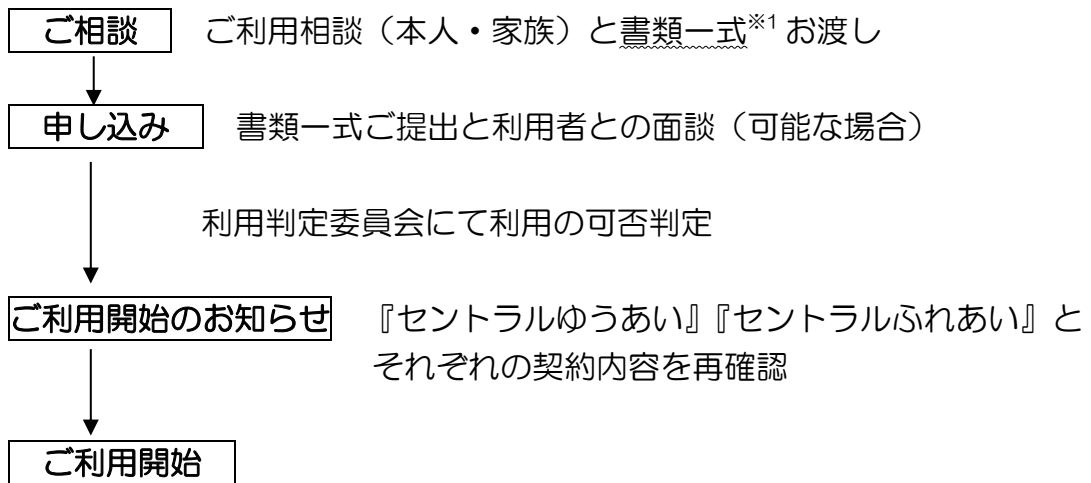 ご相談 ご利用相談（本人・家族）と書類一式※1 お渡し
申し込み 書類一式ご提出と利用者との面談（可能な場合）
利用判定委員会にて利用の可否判定
ご利用開始のお知らせ 『セントラルゆうあい』『セントラルふれあい』と
それぞれの契約内容を再確認
ご利用開始